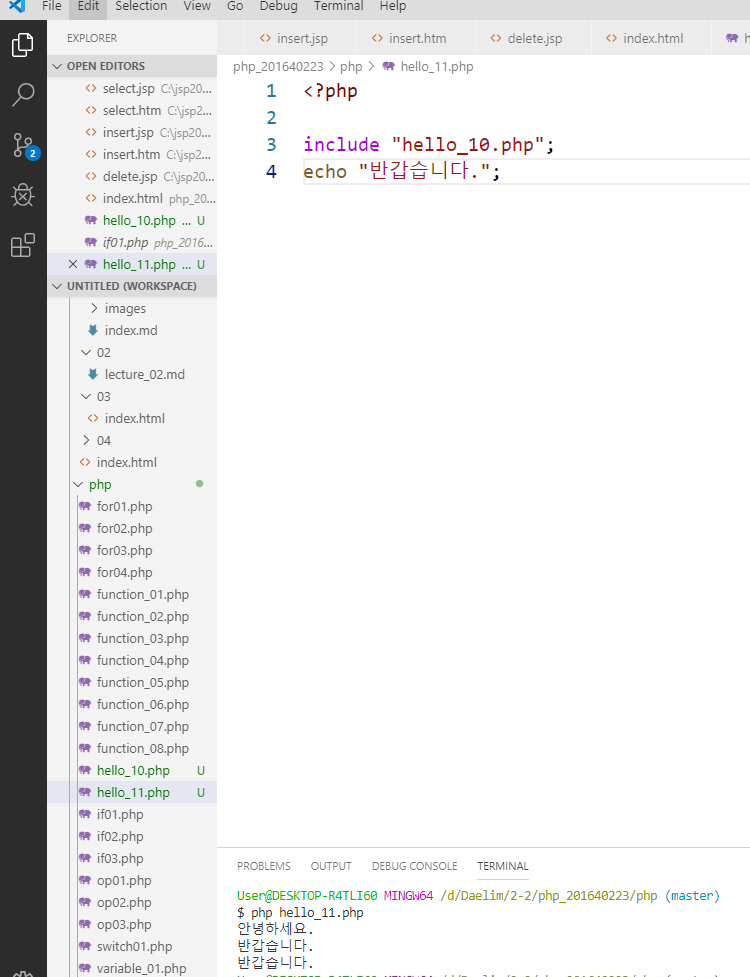 File Edit Selection View Go Debug Terminal Help
EXPLORER
insert.jsp insert.htm delete.jsp index.html h
OPEN EDITORS
select.jsp C:\jsp20...
select.htm C:\jsp2...
insert.jsp C:\jsp20...
insert.htm C:\jsp2...
delete.jsp C:\jsp20...
index.html php_20...
hello_10.php ... U
if01.php php_2016...
hello_11.php ... U
UNTITLED (WORKSPACE)
images
index.md
02
lecture_02.md
03
index.html
04
index.html
php
for01.php
for02.php
for03.php
for04.php
function_01.php
function_02.php
function_03.php
function_04.php
function_05.php
function_06.php
function_07.php
function_08.php
hello_10.php U
hello_11.php U
if01.php
if02.php
if03.php
op01.php
op02.php
op03.php
switch01.php
variable_01.php
2
php_201640223 > php > hello_11.php
1 <?php
2
3 include "hello_10.php";
4 echo "반갑습니다.";
PROBLEMS OUTPUT DEBUG CONSOLE TERMINAL
User@DESKTOP-R4TLI60 MINGW64 /d/Daelim/2-2/php_201640223/php (master)
$ php hello_11.php
안녕하세요.
반갑습니다.
반갑습니다.